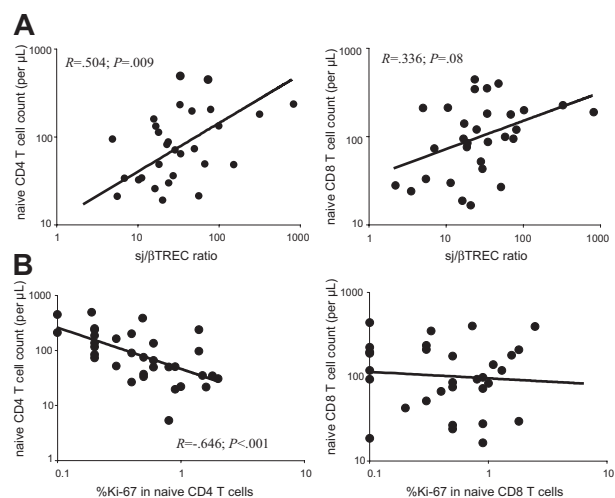 A
R=.504; P=.009
R=.336; P=.08
naive CD4 T cell count (per µL)
1000
100
10
1
10
100
1000
sj/βTREC ratio
naive CD8 T cell count (per µL)
1000
100
10
1
10
100
1000
sj/βTREC ratio
B
naive CD4 T cell count (per µL)
1000
100
10
1
0.1
1
10
R=-.646; P<.001
%Ki-67 in naive CD4 T cells
naive CD8 T cell count (per µL)
1000
100
10
1
0.1
1
10
%Ki-67 in naive CD8 T cells